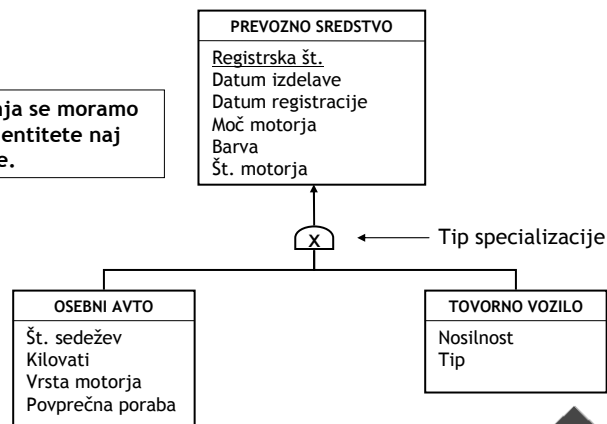 PREVOZNO SREDSTVO
Registrska št.
Datum izdelave
Datum registracije
Moč motorja
Barva
Št. motorja
se moramo
entitete naj
X
Tip specializacije
OSEBNI AVTO
Št. sedežev
Kilovati
Vrsta motorja
Povprečna poraba
TOVORNO VOZILO
Nosilnost
Tip